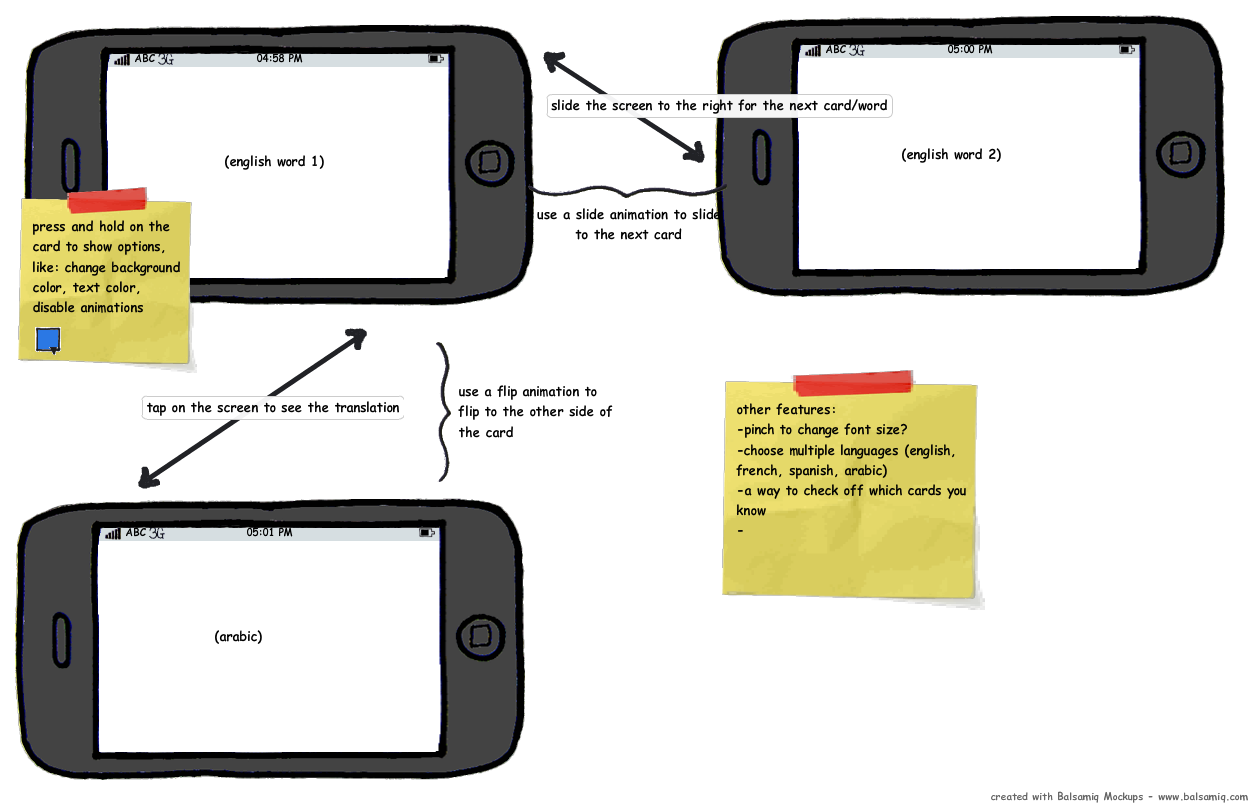 ABC 3G 04:58 PM
(english word 1)
ABC 3G 05:00 PM
(english word 2)
slide the screen to the right for the next card/word
use a slide animation to slide
to the next card
press and hold on the
card to show options,
like: change background
color, text color,
disable animations
tap on the screen to see the translation
use a flip animation to
flip to the other side of
the card
other features:
-pinch to change font size?
-choose multiple languages (english,
french, spanish, arabic)
-a way to check off which cards you
know
-
ABC 3G 05:01 PM
(arabic)
created with Balsamiq Mockups - www.balsamiq.com